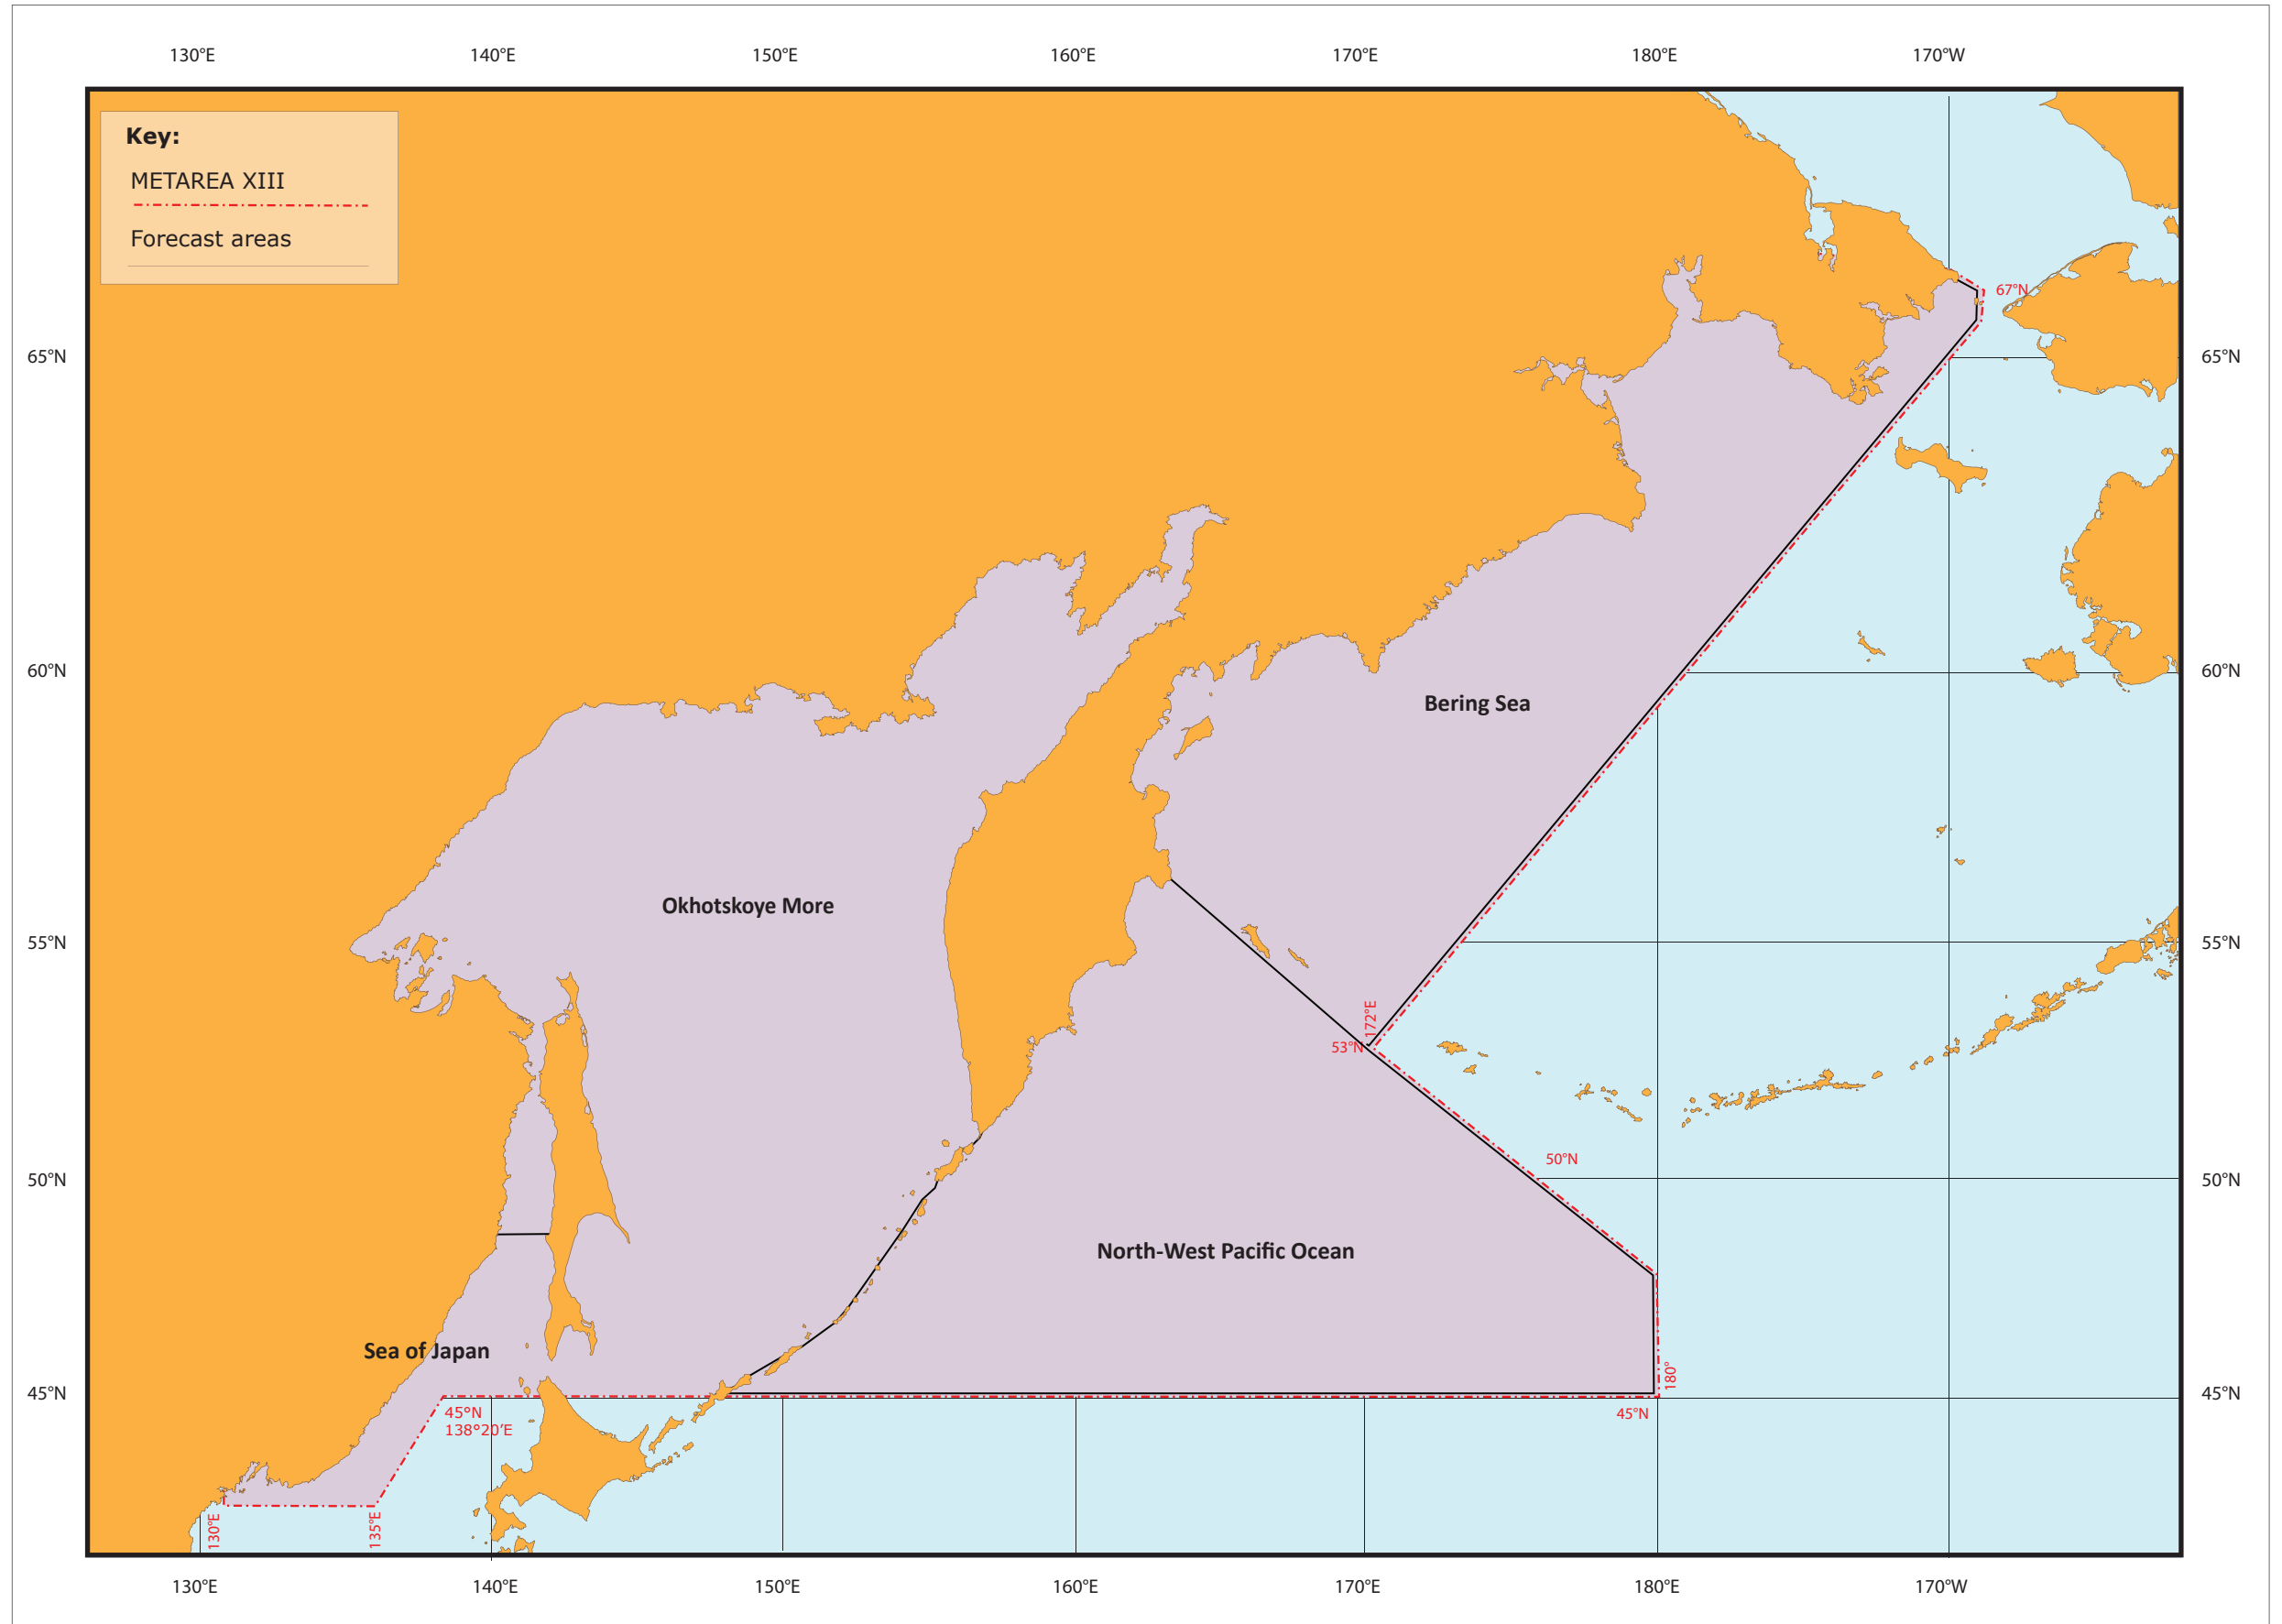 130°E 140°E 150°E 160°E 170°E 180°E 170°W
Key:
METAREA XIII
Forecast areas
67°N
65°N 65°N
60°N 60°N
Bering Sea
Okhotskoye More
55°N 55°N
172°E
53°N
50°N
50°N 50°N
North-West Pacific Ocean
Sea of Japan
180°
45°N 45°N
45°N
138°20’E
45°N
130°E
135°E
130°E 140°E 150°E 160°E 170°E 180°E 170°W